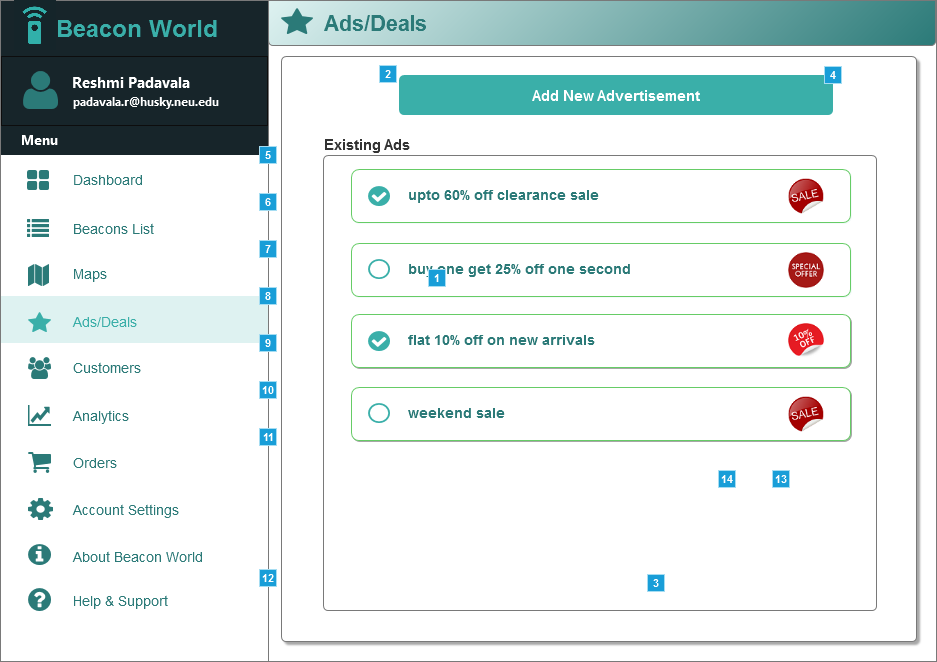 Beacon World
Ads/Deals
Reshmi Padavala
padavala.r@husky.neu.edu
Menu
2
4
Add New Advertisement
Existing Ads
5
Dashboard
upto 60% off clearance sale
SALE
6
Beacons List
7
Maps
buy one get 25% off one second
1
SPECIAL
OFFER
8
Ads/Deals
9
flat 10% off on new arrivals
10%
OFF
Customers
10
Analytics
weekend sale
SALE
11
Orders
14
13
Account Settings
About Beacon World
12
3
Help & Support